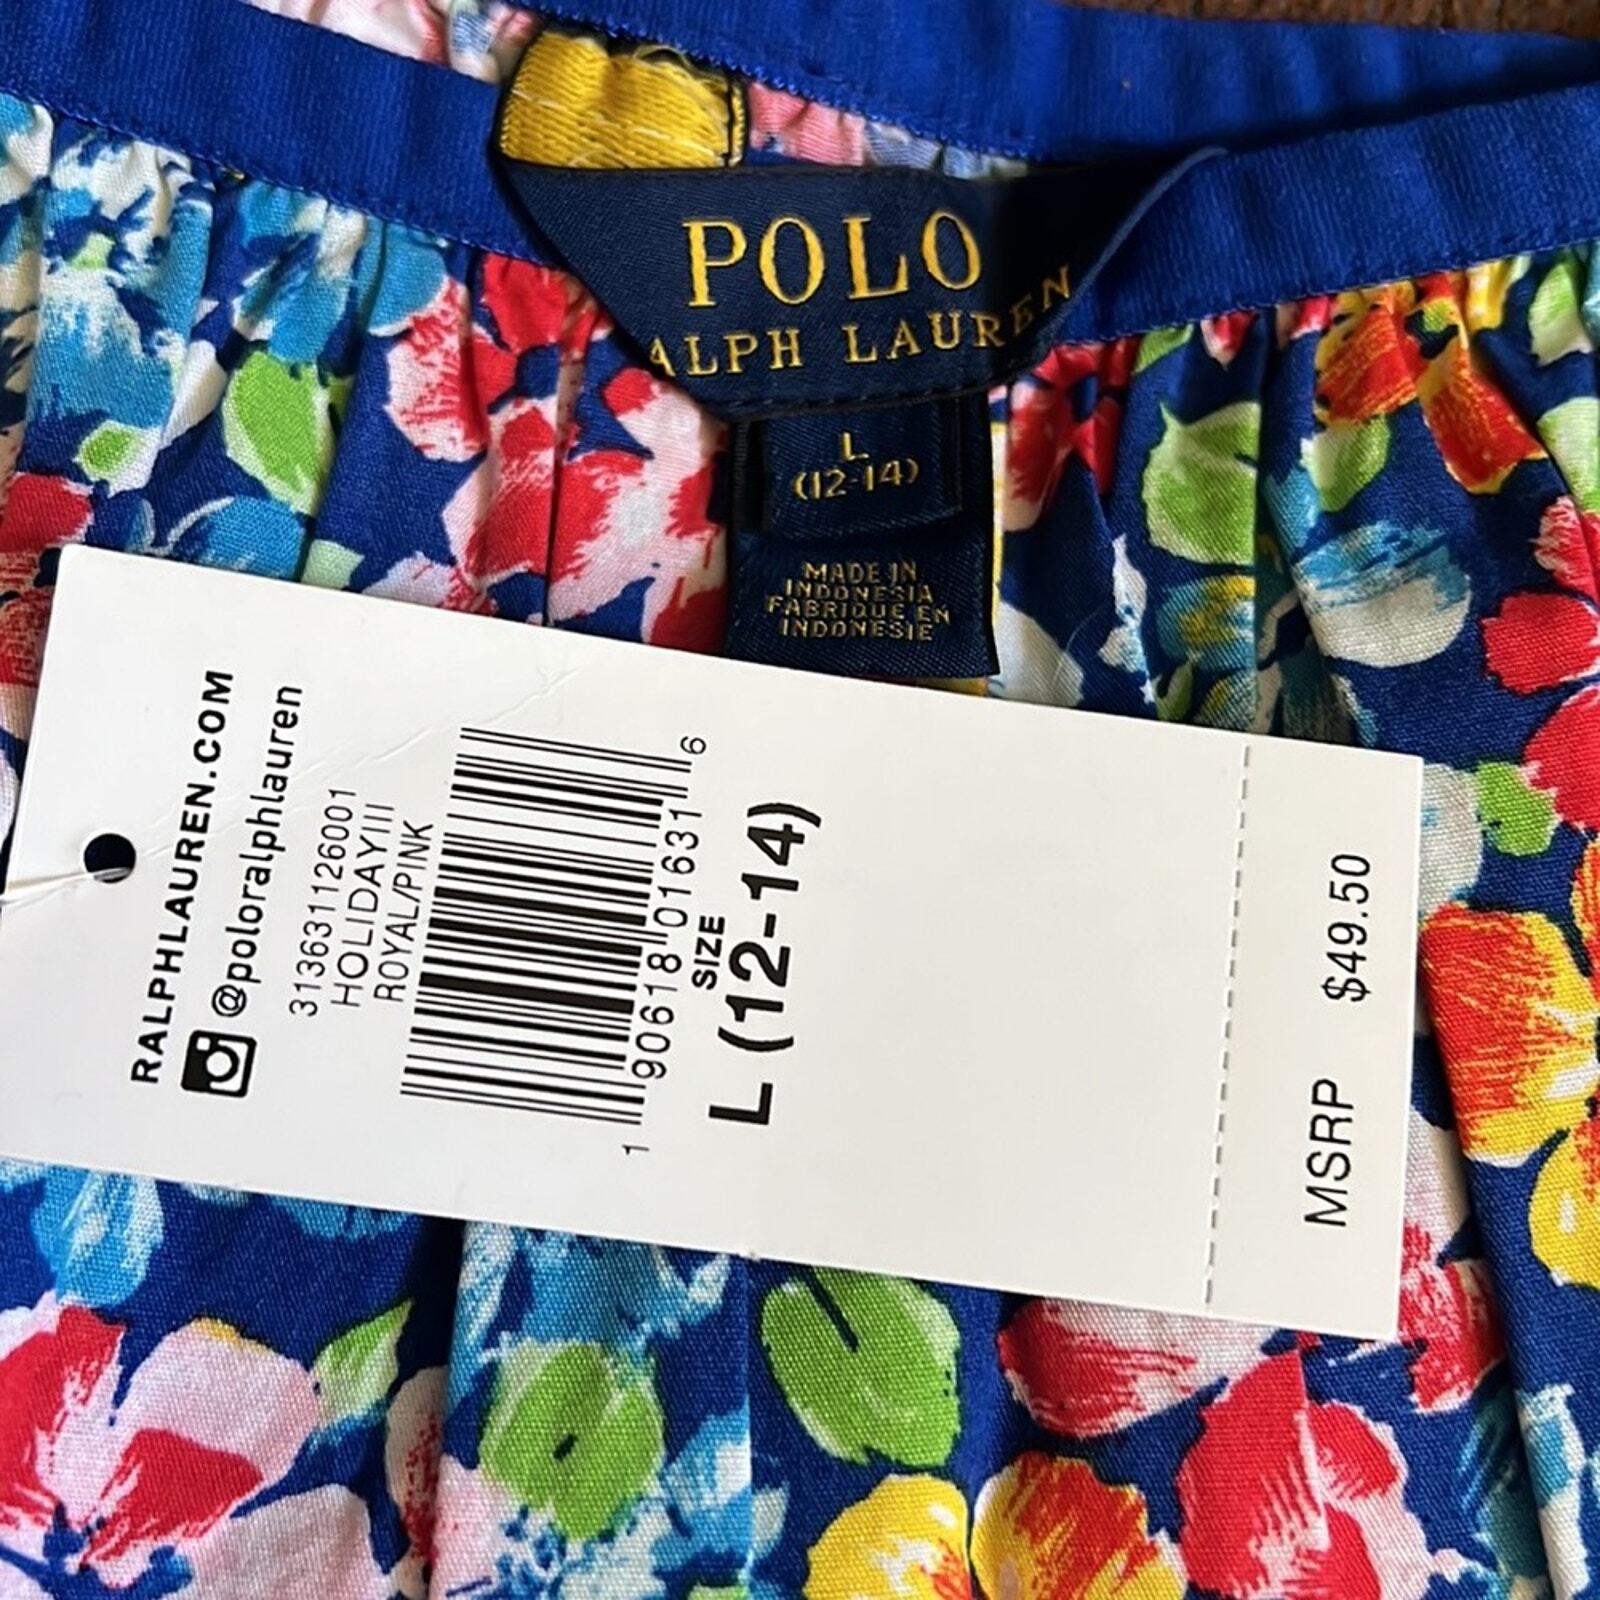 POLO
ALPH LAUREN
L
(12-14)
MADE IN
INDONESIA
FABRIQUE EN
INDONESIE
RALPHLAUREN.COM
@poloralphlauren
313631126001
HOLIDAYIII
ROYAL/PINK
1 90618 01631 6
SIZE
L (12-14)
MSRP $49.50